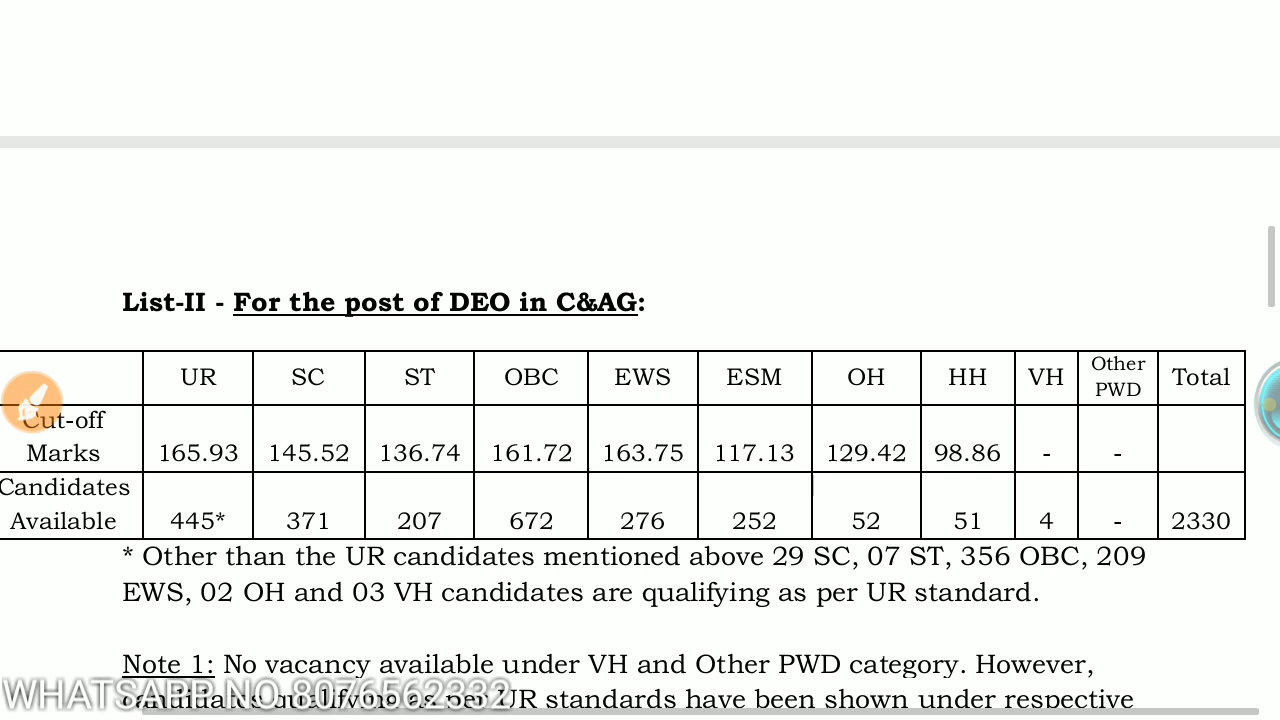 List-II - For the post of DEO in C&AG:
UR SC ST OBC EWS ESM OH HH VH Other PWD Total
Cut-off Marks 165.93 145.52 136.74 161.72 163.75 117.13 129.42 98.86 - -
Candidates Available 445* 371 207 672 276 252 52 51 4 - 2330
* Other than the UR candidates mentioned above 29 SC, 07 ST, 356 OBC, 209
EWS, 02 OH and 03 VH candidates are qualifying as per UR standard.
Note 1: No vacancy available under VH and Other PWD category. However,
candidates qualifying as per UR standards have been shown under respective
WHATSAPP NO 8076562332